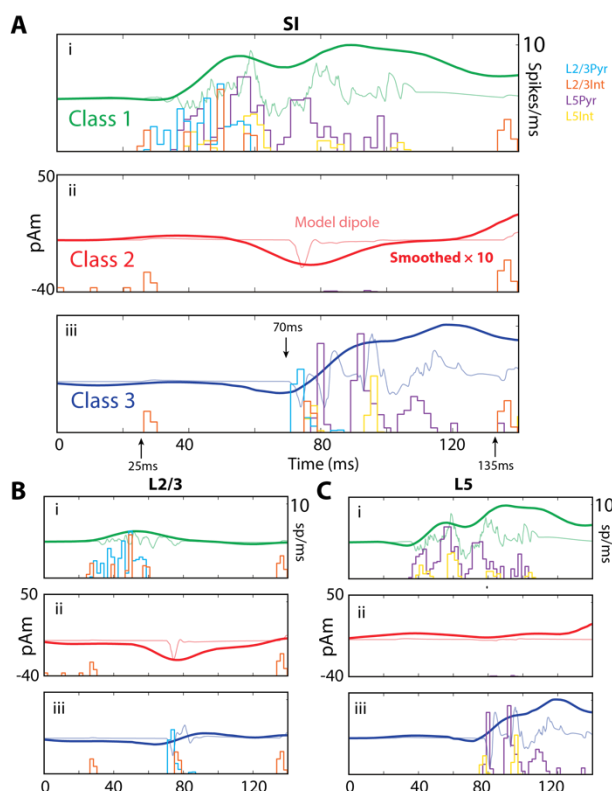 SI
A
i
10
Spikes/ms
L2/3Pyr
L2/3Int
L5Pyr
L5Int
Class 1
50
ii
pAm
Model dipole
Class 2
Smoothed × 10
-40
iii
70ms
Class 3
0 40 80 120
25ms
Time (ms)
135ms
B
L2/3
i
10
sp/ms
50
ii
pAm
-40
iii
0 40 80 120
C
L5
i
10
sp/ms
50
ii
pAm
-40
iii
0 40 80 120